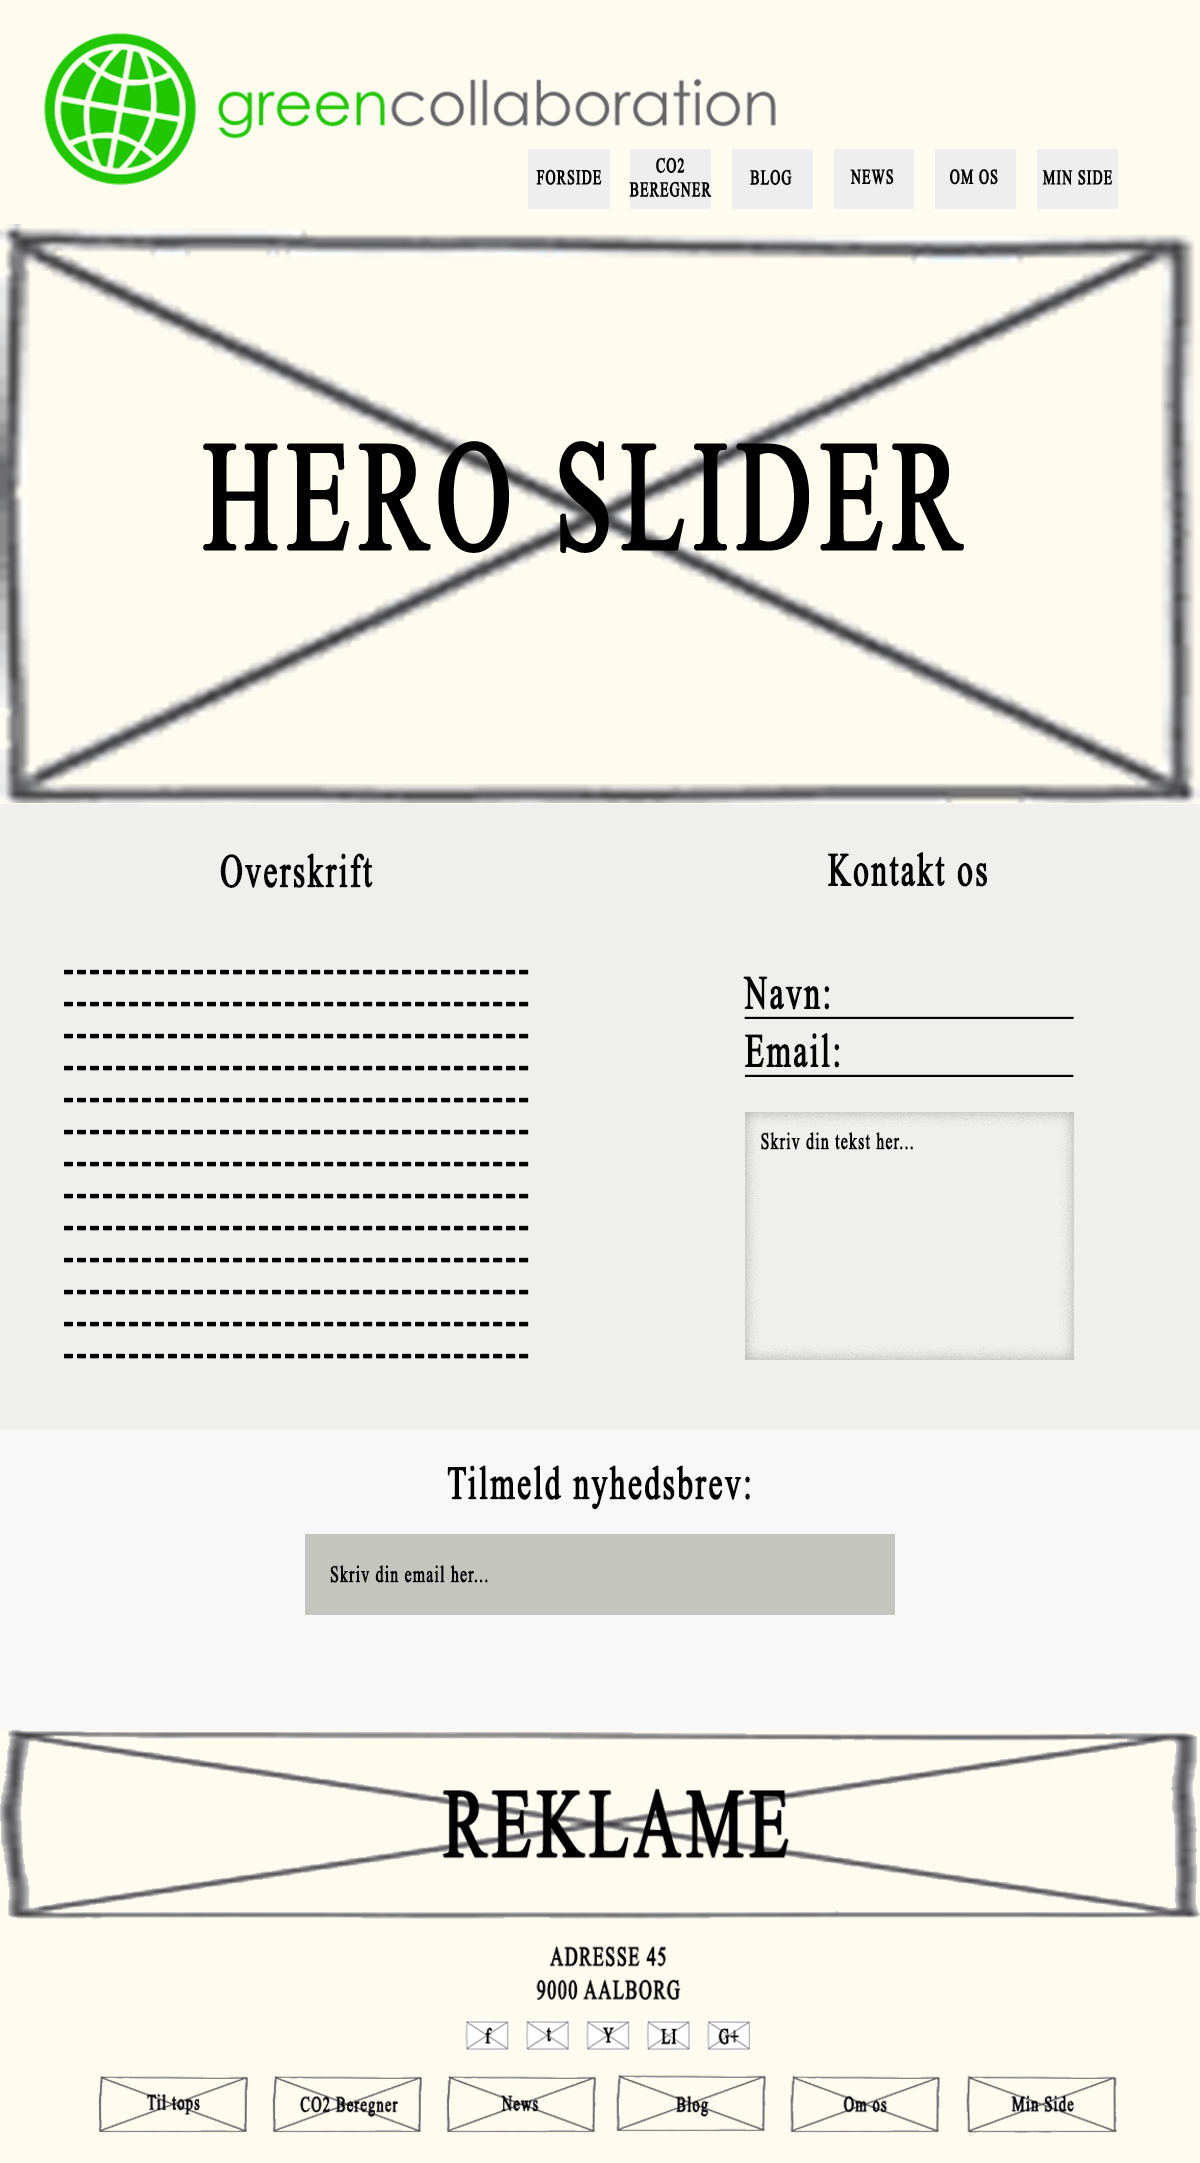 greencollaboration
FORSIDE
CO2
BEREGNER
BLOG
NEWS
OM OS
MIN SIDE
HERO SLIDER
Overskrift
Kontakt os
Navn:
Email:
Skriv din tekst her...
Tilmeld nyhedsbrev:
Skriv din email her...
REKLAME
ADRESSE 45
9000 AALBORG
f t Y LI G+
Til tops
CO2 Beregner
News
Blog
Om os
Min Side